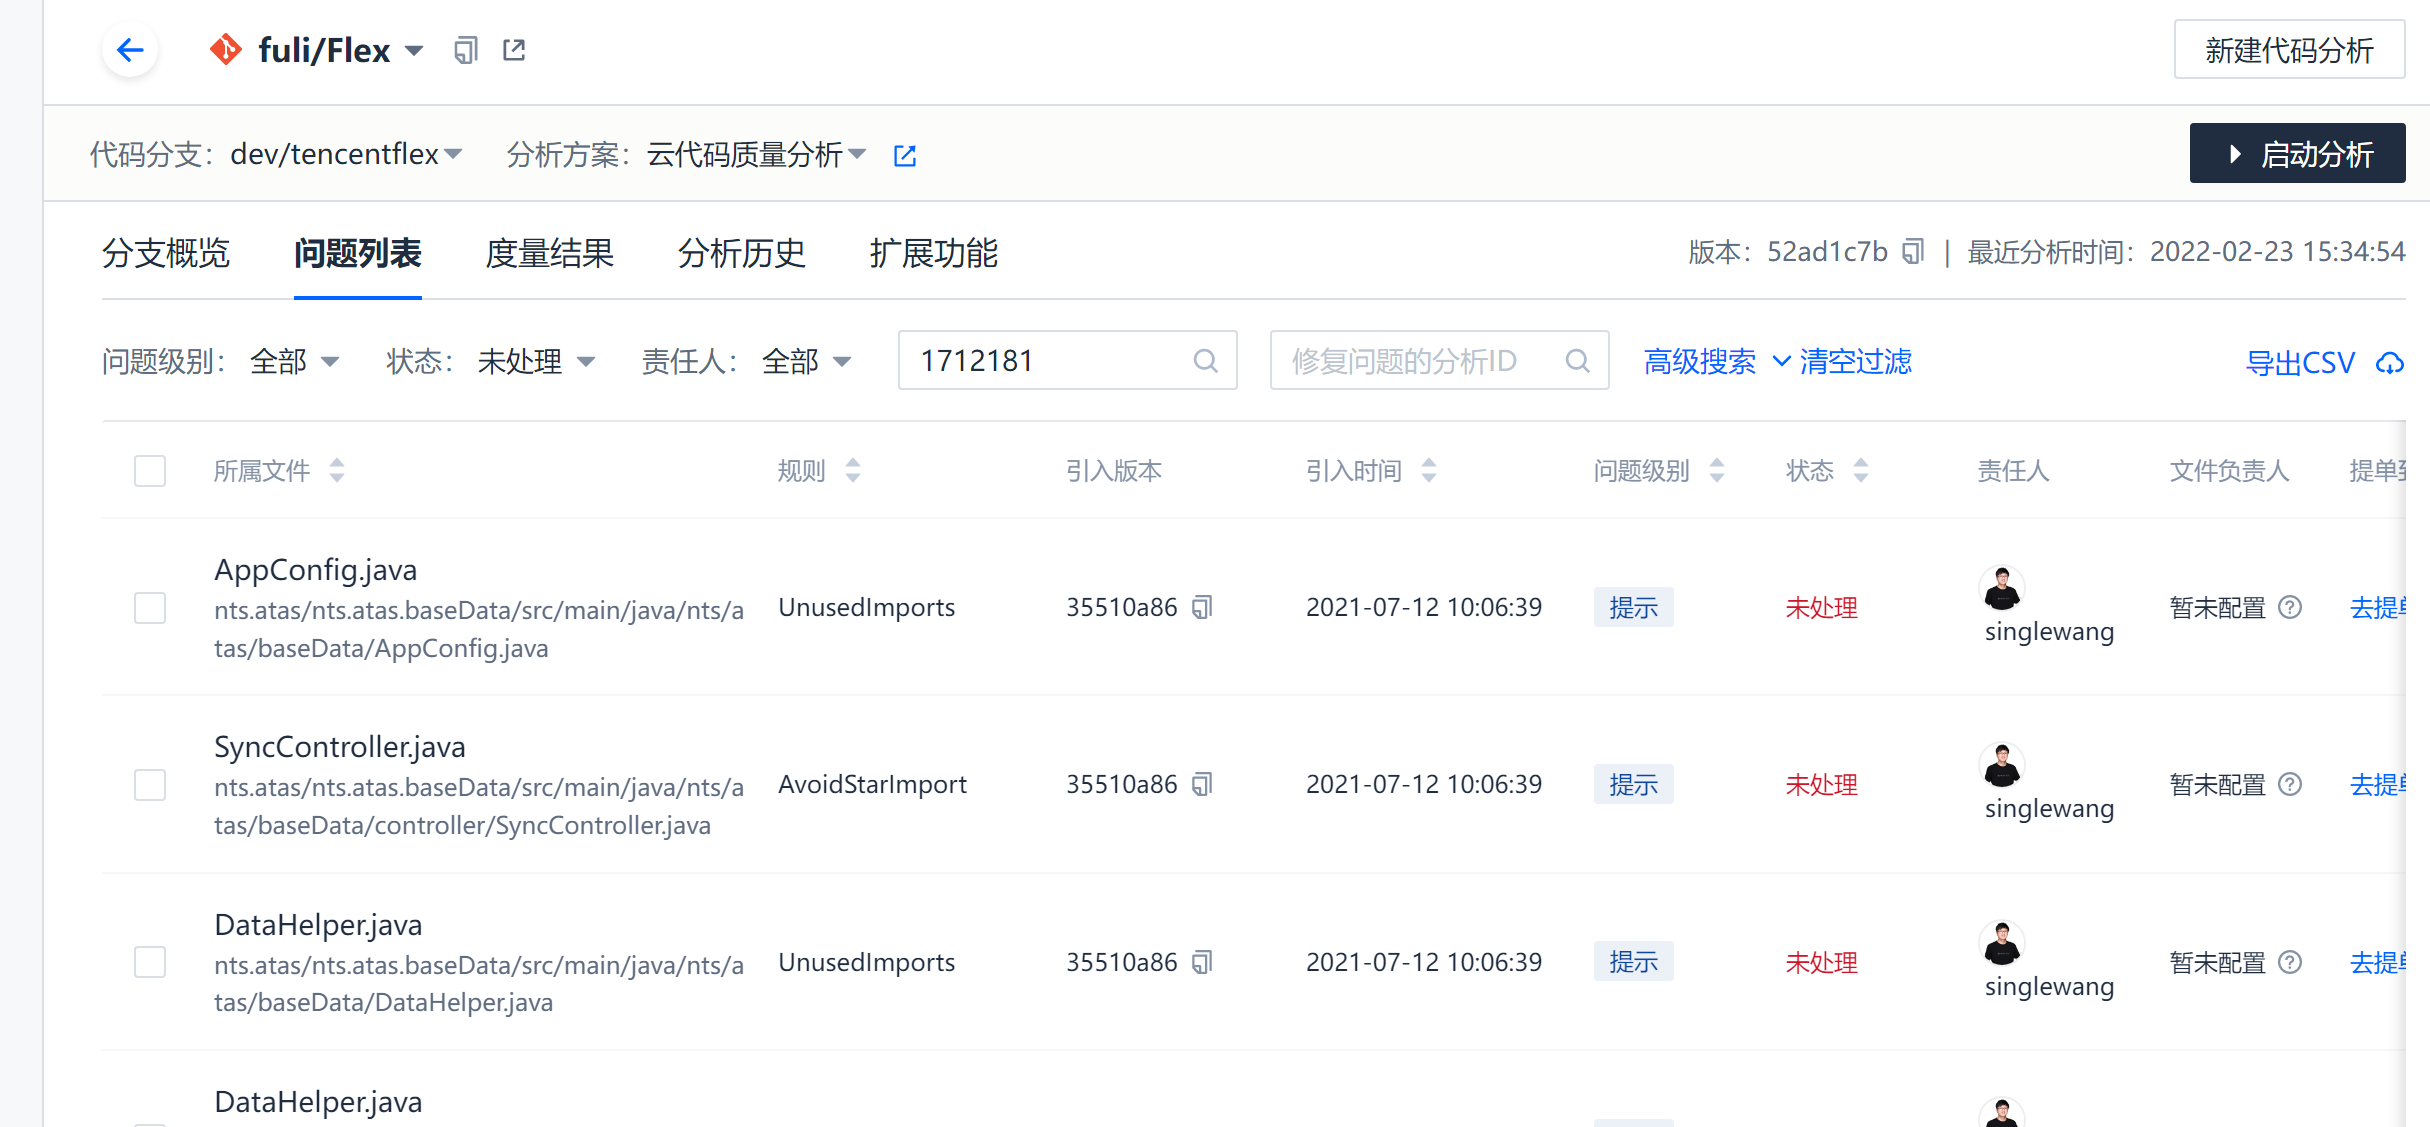 fuli/Flex
新建代码分析
代码分支： dev/tencentflex 分析方案： 云代码质量分析 启动分析
分支概览 问题列表 度量结果 分析历史 扩展功能 版本： 52ad1c7b | 最近分析时间： 2022-02-23 15:34:54
问题级别： 全部 状态： 未处理 责任人： 全部 1712181 修复问题的分析ID 高级搜索 清空过滤 导出CSV
所属文件 规则 引入版本 引入时间 问题级别 状态 责任人 文件负责人 提单
AppConfig.java
nts.atas/nts.atas.baseData/src/main/java/nts/a
tas/baseData/AppConfig.java
UnusedImports 35510a86 2021-07-12 10:06:39 提示 未处理 singlewang 暂未配置 去提单
SyncController.java
nts.atas/nts.atas.baseData/src/main/java/nts/a
tas/baseData/controller/SyncController.java
AvoidStarImport 35510a86 2021-07-12 10:06:39 提示 未处理 singlewang 暂未配置 去提单
DataHelper.java
nts.atas/nts.atas.baseData/src/main/java/nts/a
tas/baseData/DataHelper.java
UnusedImports 35510a86 2021-07-12 10:06:39 提示 未处理 singlewang 暂未配置 去提单
DataHelper.java